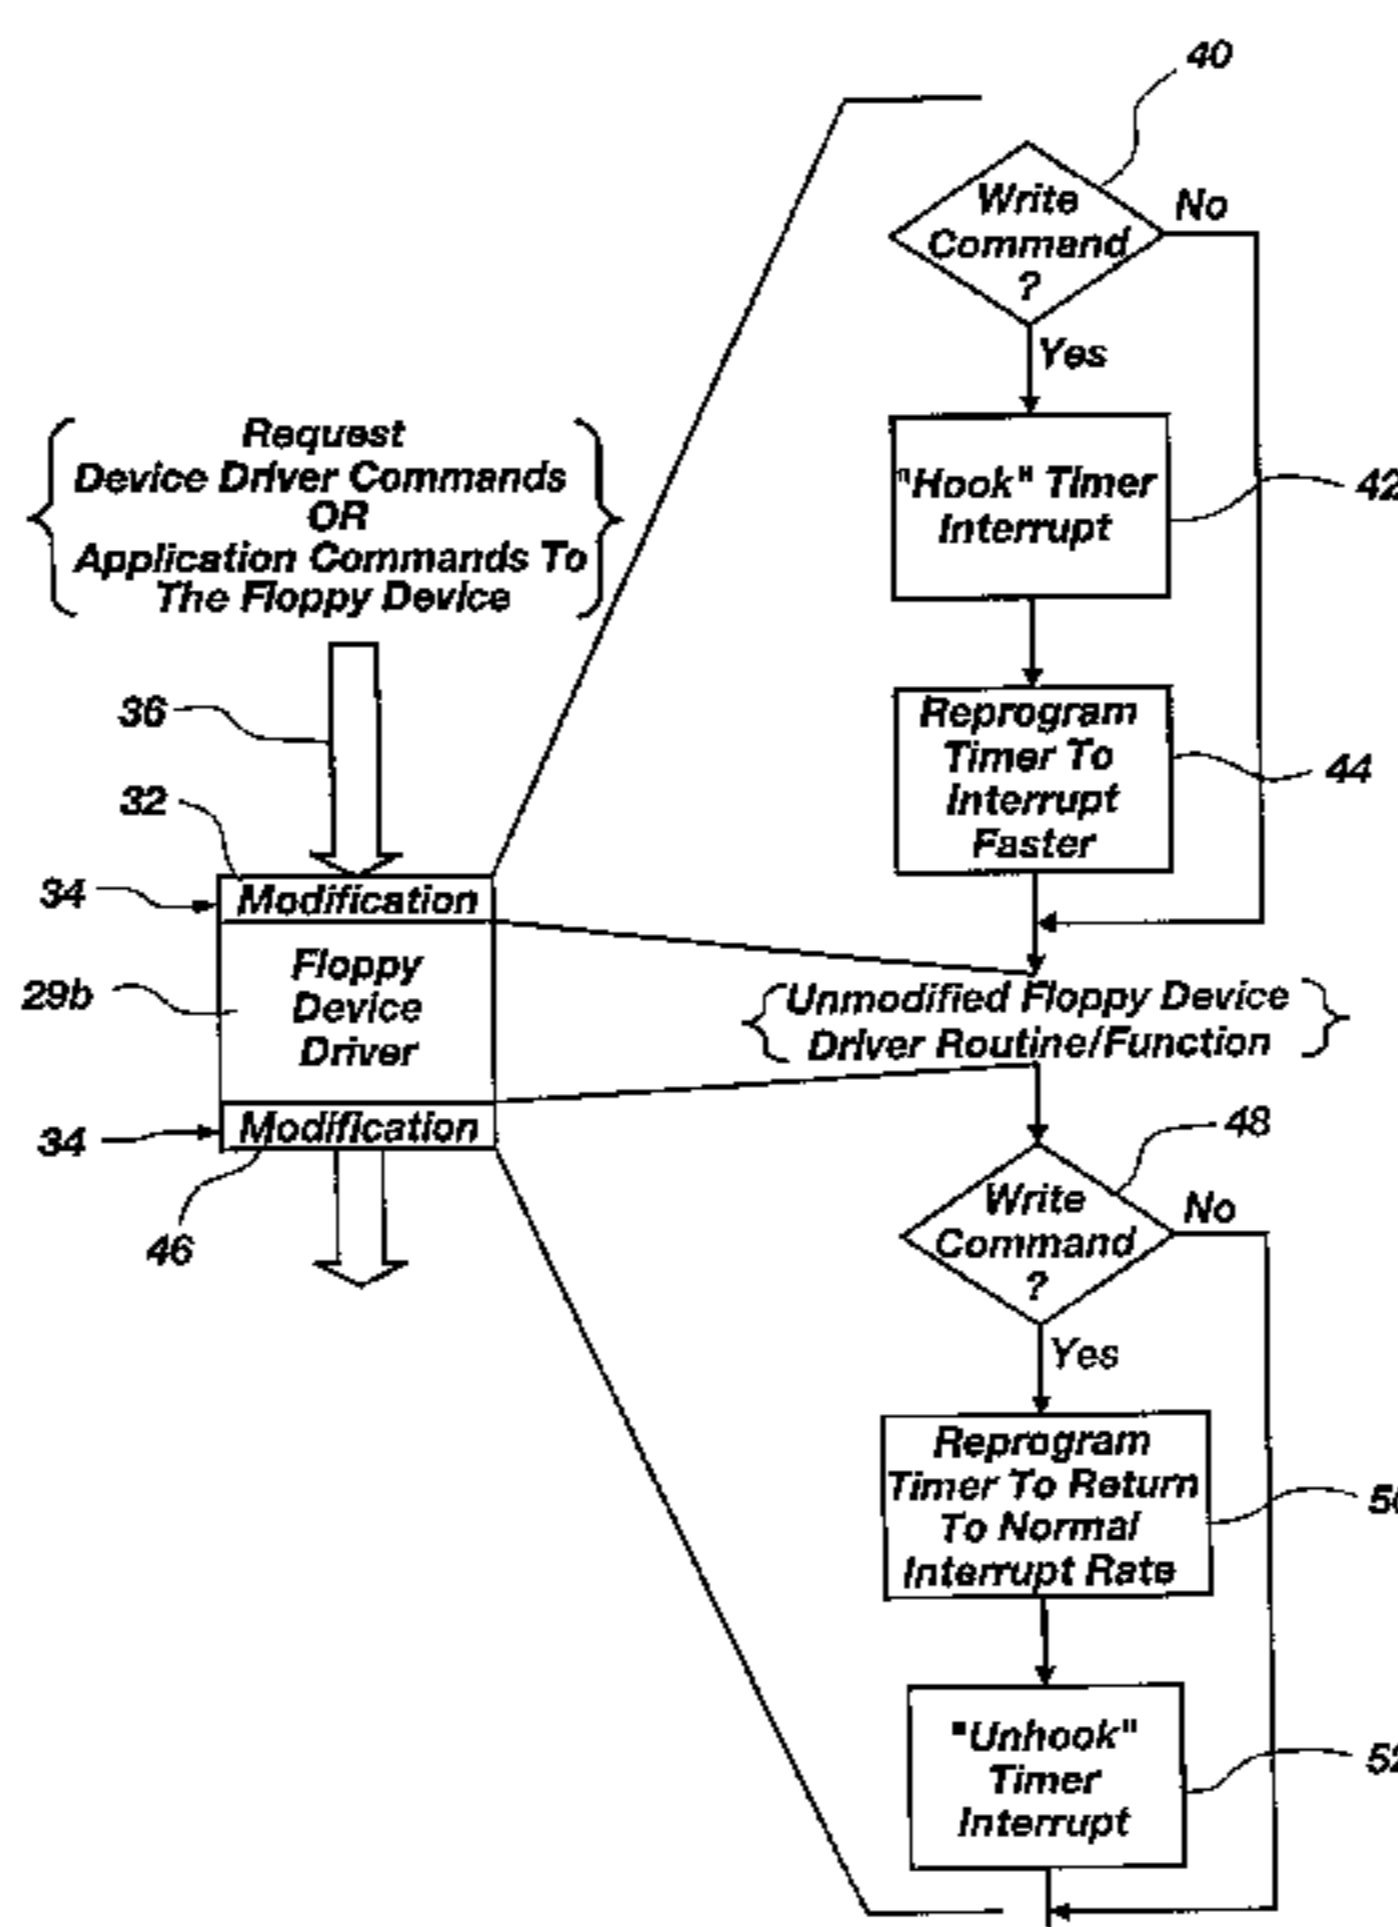 40
Write
Command
?
No
Yes
"Hook" Timer
Interrupt
42
Reprogram
Timer To
Interrupt
Faster
44
Request
Device Driver Commands
OR
Application Commands To
The Floppy Device
36
32
34
Modification
29b
Floppy
Device
Driver
34
Modification
46
Unmodified Floppy Device
Driver Routine/Function
48
Write
Command
?
No
Yes
Reprogram
Timer To Return
To Normal
Interrupt Rate
"Unhook"
Timer
Interrupt
52